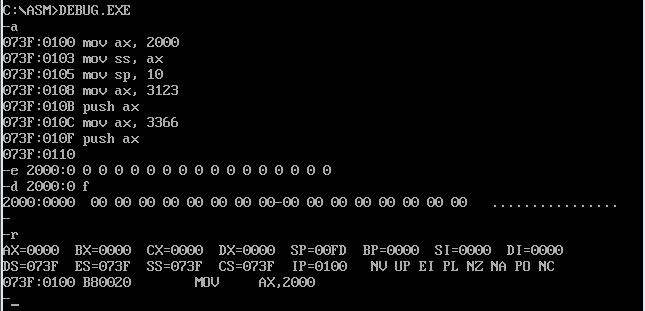 C:\ASM>DEBUG.EXE
-a
073F:0100 mov ax, 2000
073F:0103 mov ss, ax
073F:0105 mov sp, 10
073F:0108 mov ax, 3123
073F:010B push ax
073F:010C mov ax, 3366
073F:010F push ax
073F:0110
-e 2000:0 0 0 0 0 0 0 0 0 0 0 0 0 0 0 0 0
-d 2000:0 f
2000:0000  00 00 00 00 00 00 00 00-00 00 00 00 00 00 00 00   ................
-
-r
AX=0000  BX=0000  CX=0000  DX=0000  SP=00FD  BP=0000  SI=0000  DI=0000
DS=073F  ES=073F  SS=073F  CS=073F  IP=0100   NV UP EI PL NZ NA PO NC
073F:0100 B80020        MOV     AX,2000
-_